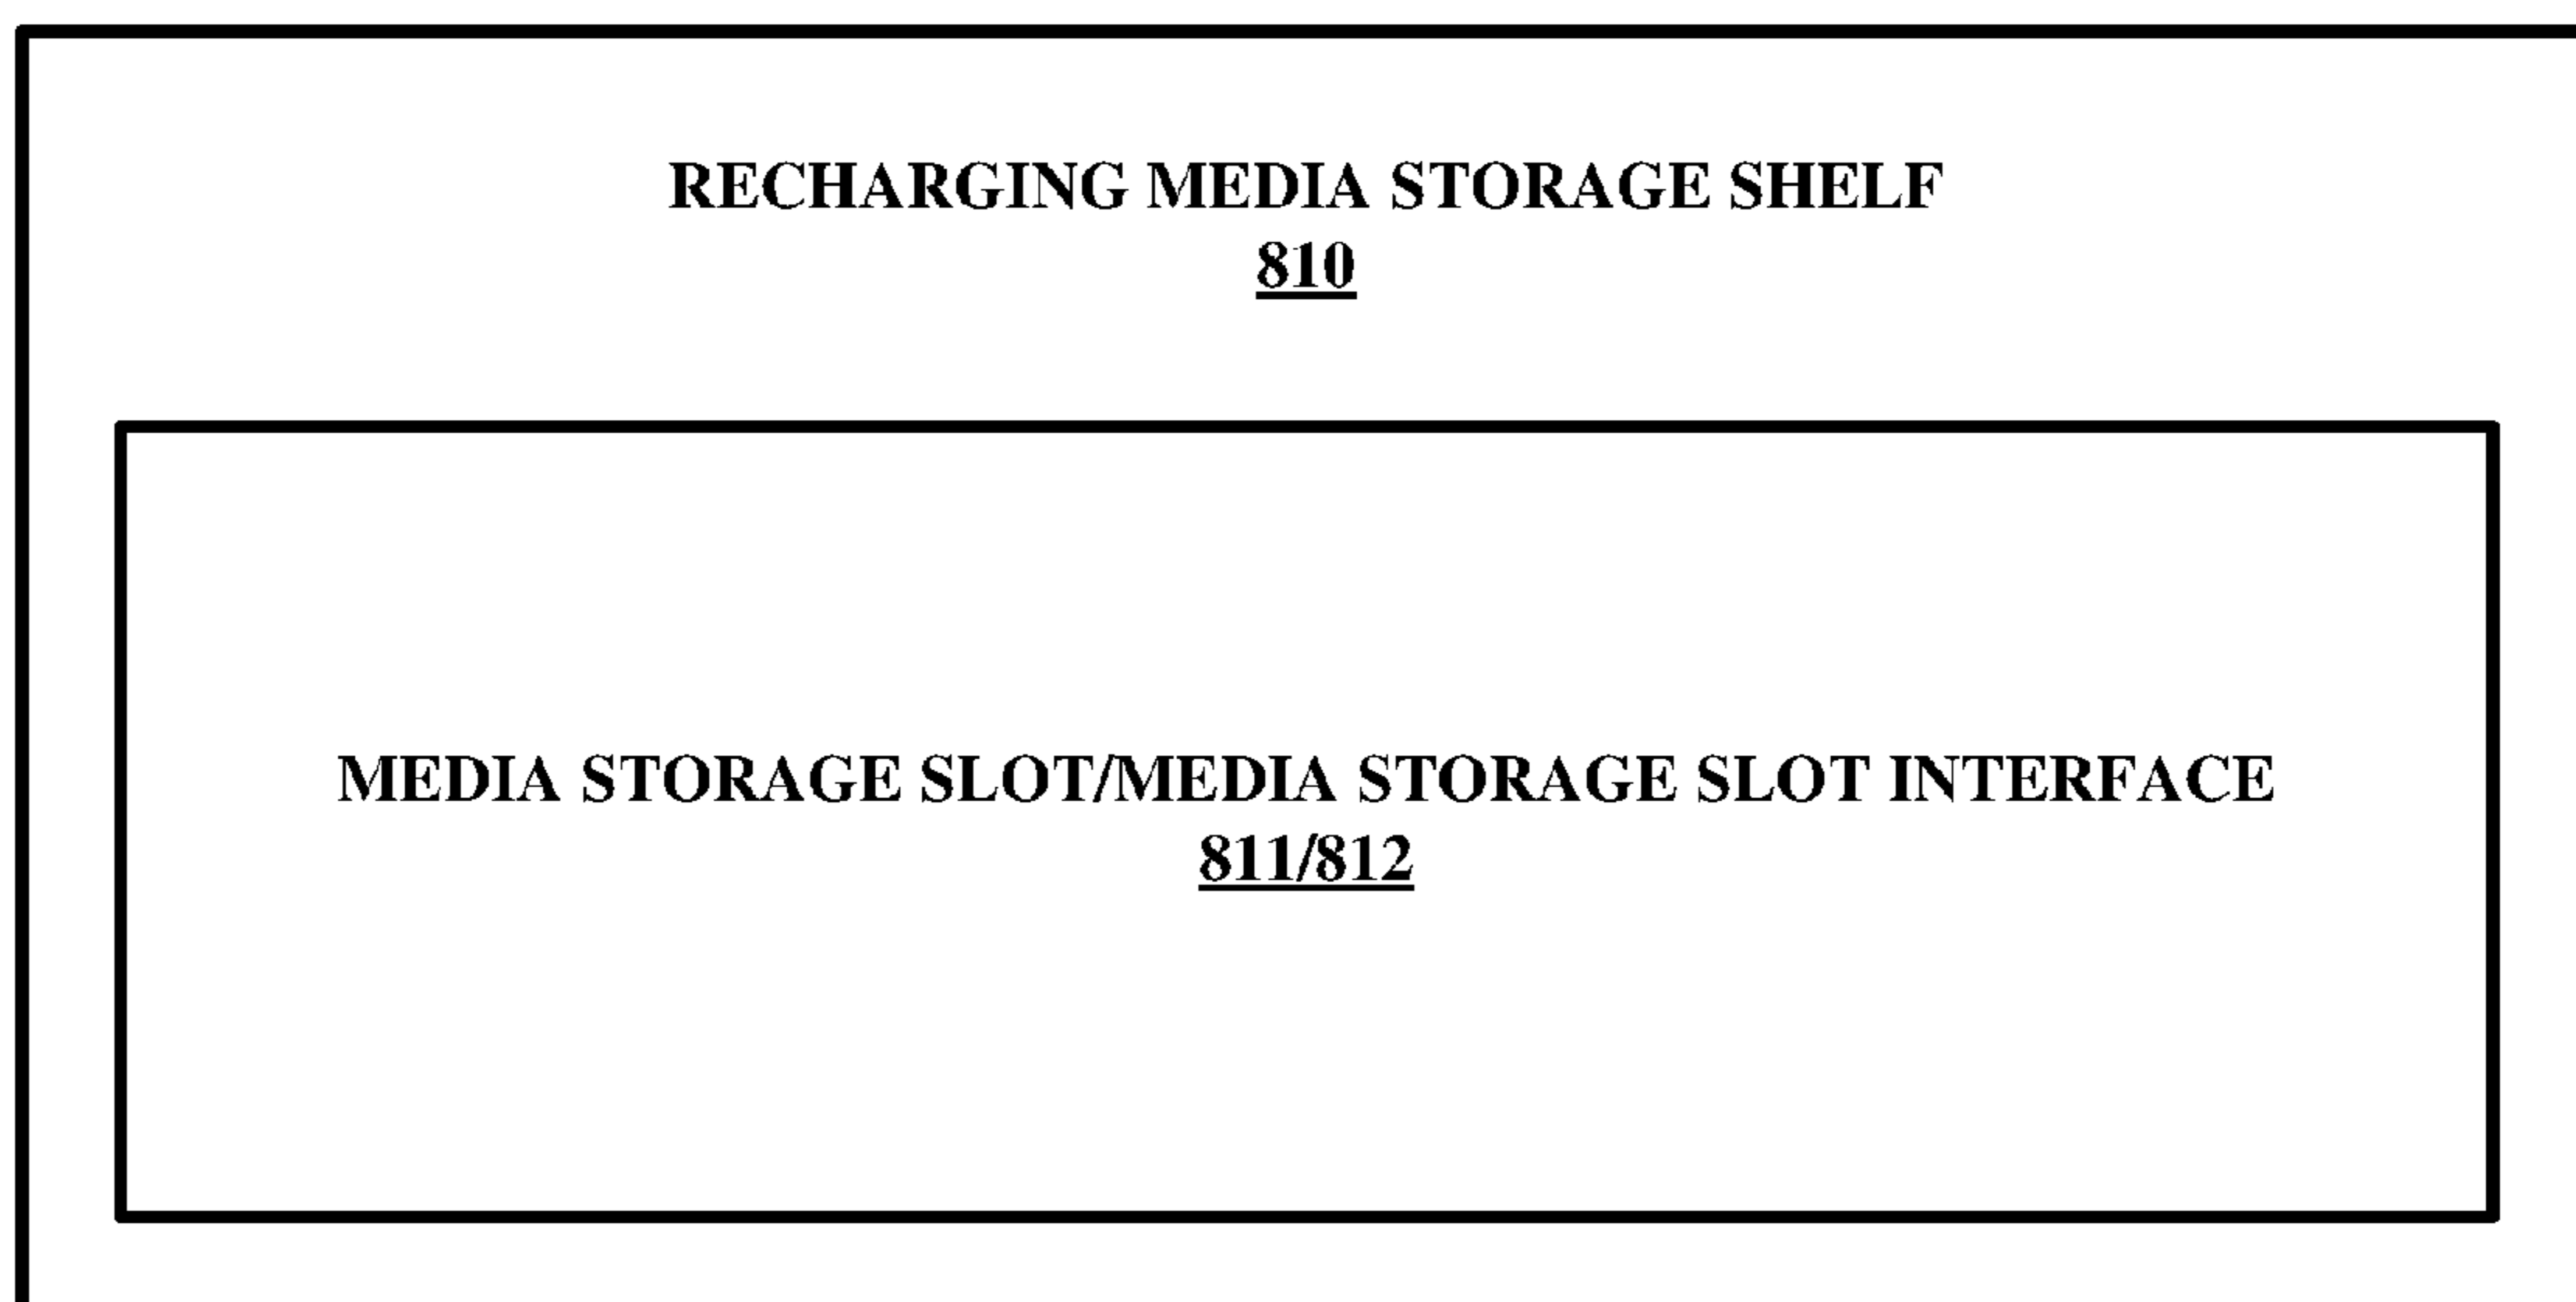 RECHARGING MEDIA STORAGE SHELF
810
MEDIA STORAGE SLOT/MEDIA STORAGE SLOT INTERFACE
811/812